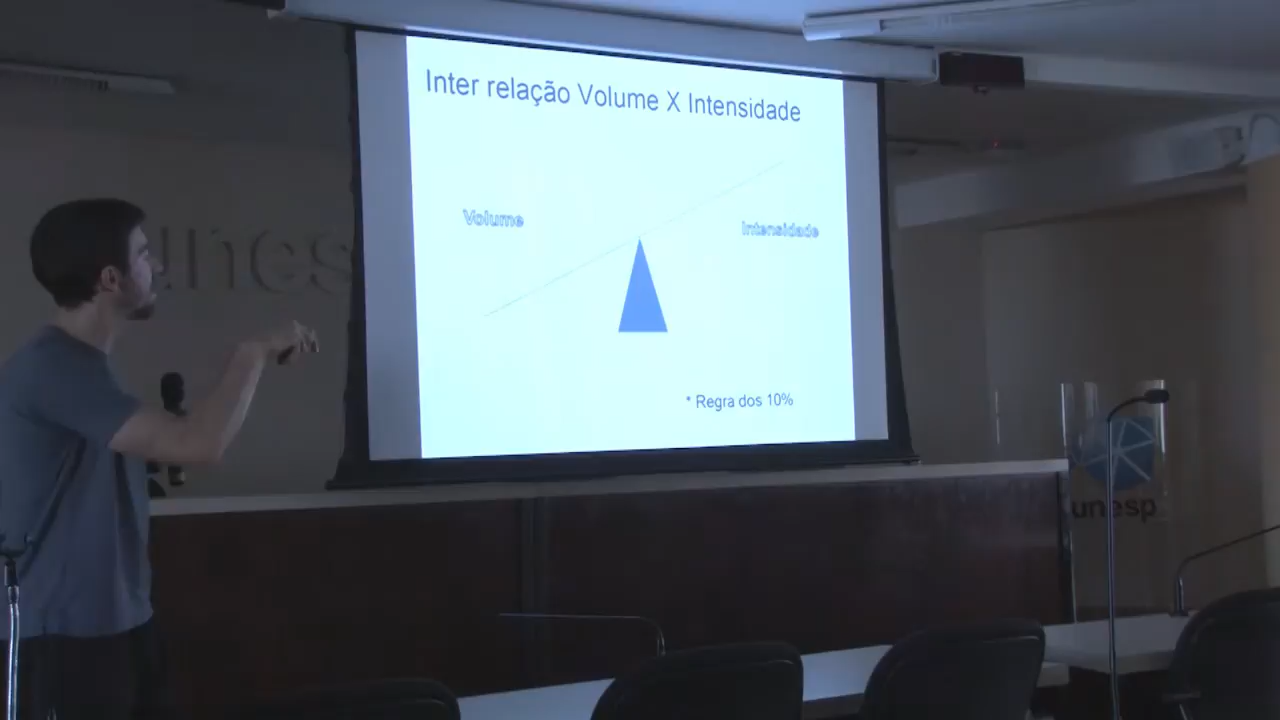 Inter relação Volume X Intensidade
Volume
Intensidade
* Regra dos 10%
unesp
unesp